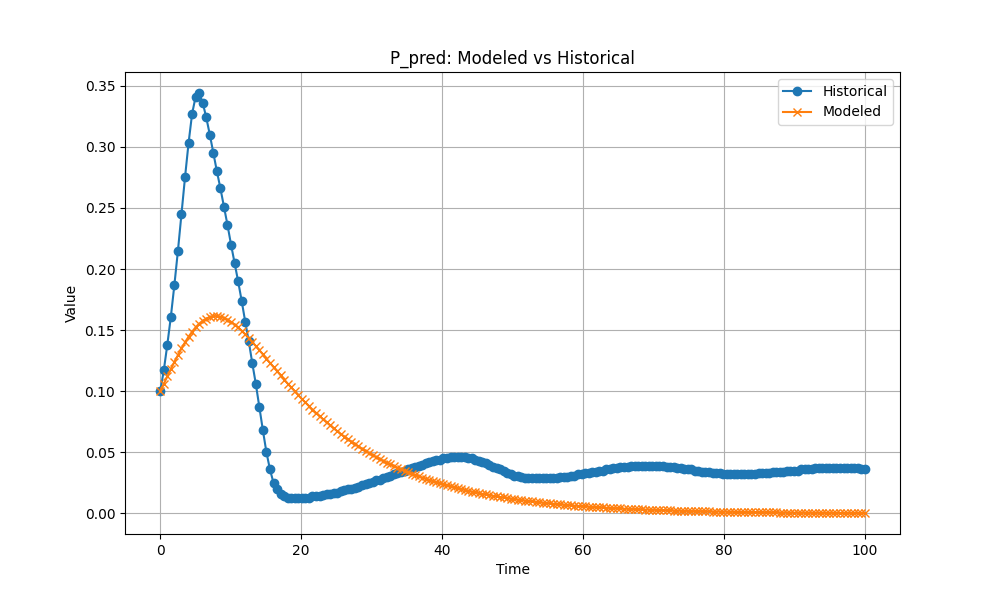 P_pred: Modeled vs Historical
Historical
Modeled
Value
0.35
0.30
0.25
0.20
0.15
0.10
0.05
0.00
0 20 40 60 80 100
Time